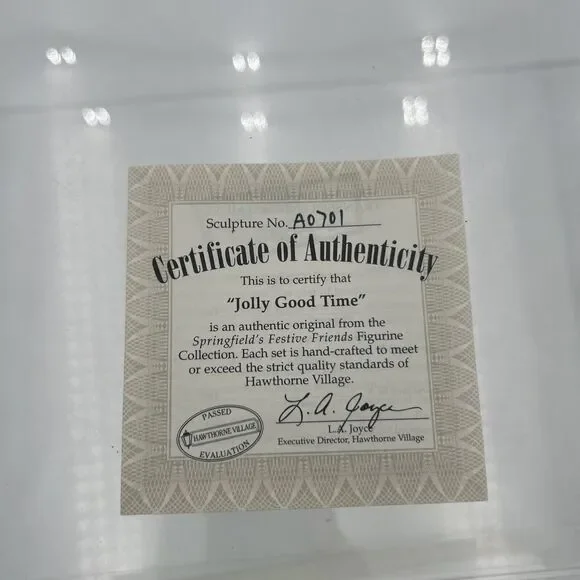 Sculpture No. A0701
Certificate of Authenticity
This is to certify that
“Jolly Good Time”
is an authentic original from the
Springfield's Festive Friends Figurine
Collection. Each set is hand-crafted to meet
or exceed the strict quality standards of
Hawthorne Village.
L. A. Joyce
L.A. Joyce
Executive Director, Hawthorne Village
PASSED
HAWTHORNE VILLAGE
EVALUATION